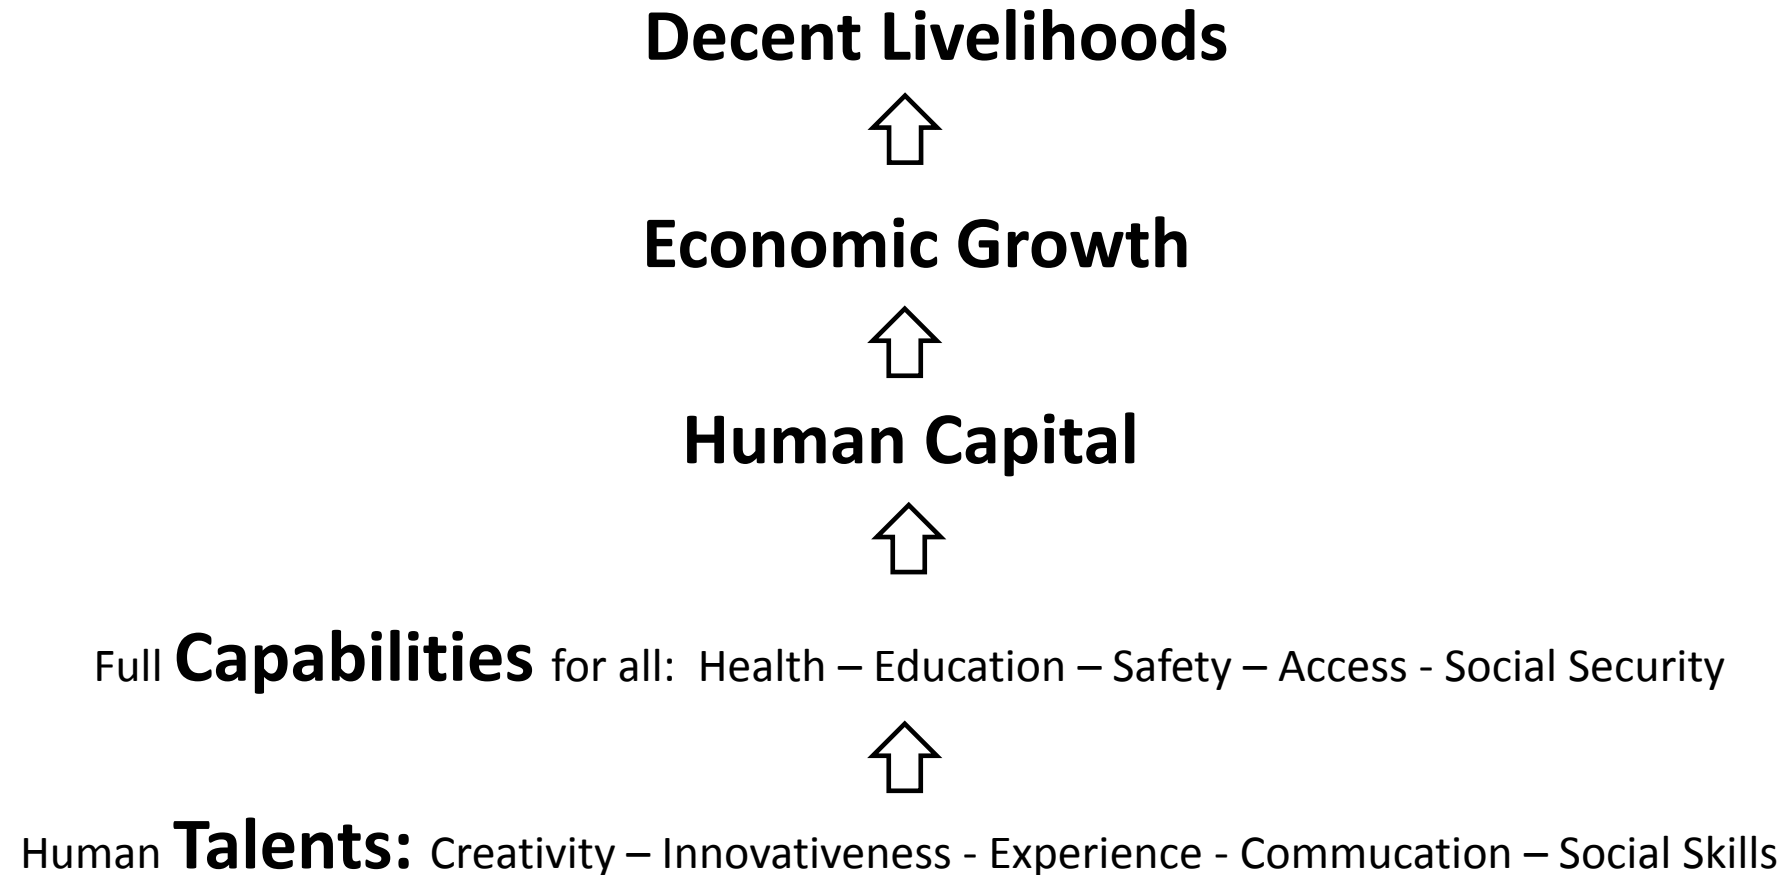 Decent Livelihoods
Economic Growth
Human Capital
Full Capabilities for all: Health – Education – Safety – Access - Social Security
Human Talents: Creativity – Innovativeness - Experience - Commucation – Social Skills